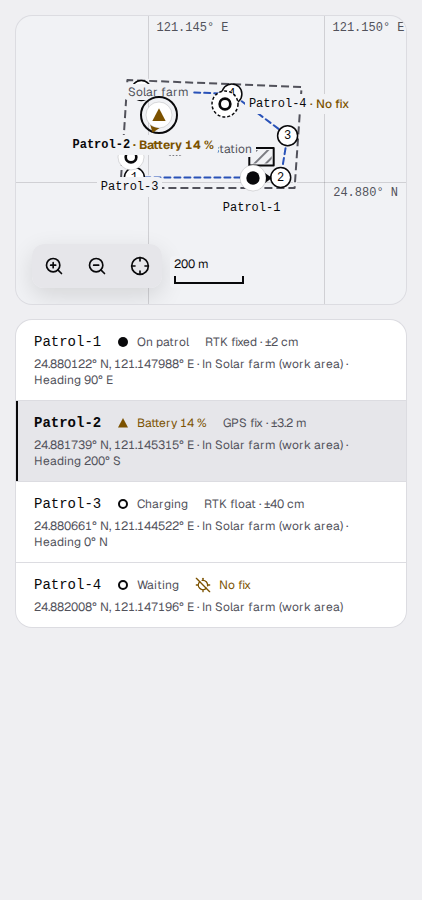 121.145° E
121.150° E
Solar farm
4
Patrol-4 · No fix
3
Patrol-2 · Battery 14 %
tation
2
Patrol-3
24.880° N
Patrol-1
200 m
Patrol-1 On patrol RTK fixed · ±2 cm
24.880122° N, 121.147988° E · In Solar farm (work area) ·
Heading 90° E
Patrol-2 Battery 14 % GPS fix · ±3.2 m
24.881739° N, 121.145315° E · In Solar farm (work area) ·
Heading 200° S
Patrol-3 Charging RTK float · ±40 cm
24.880661° N, 121.144522° E · In Solar farm (work area) ·
Heading 0° N
Patrol-4 Waiting No fix
24.882008° N, 121.147196° E · In Solar farm (work area)